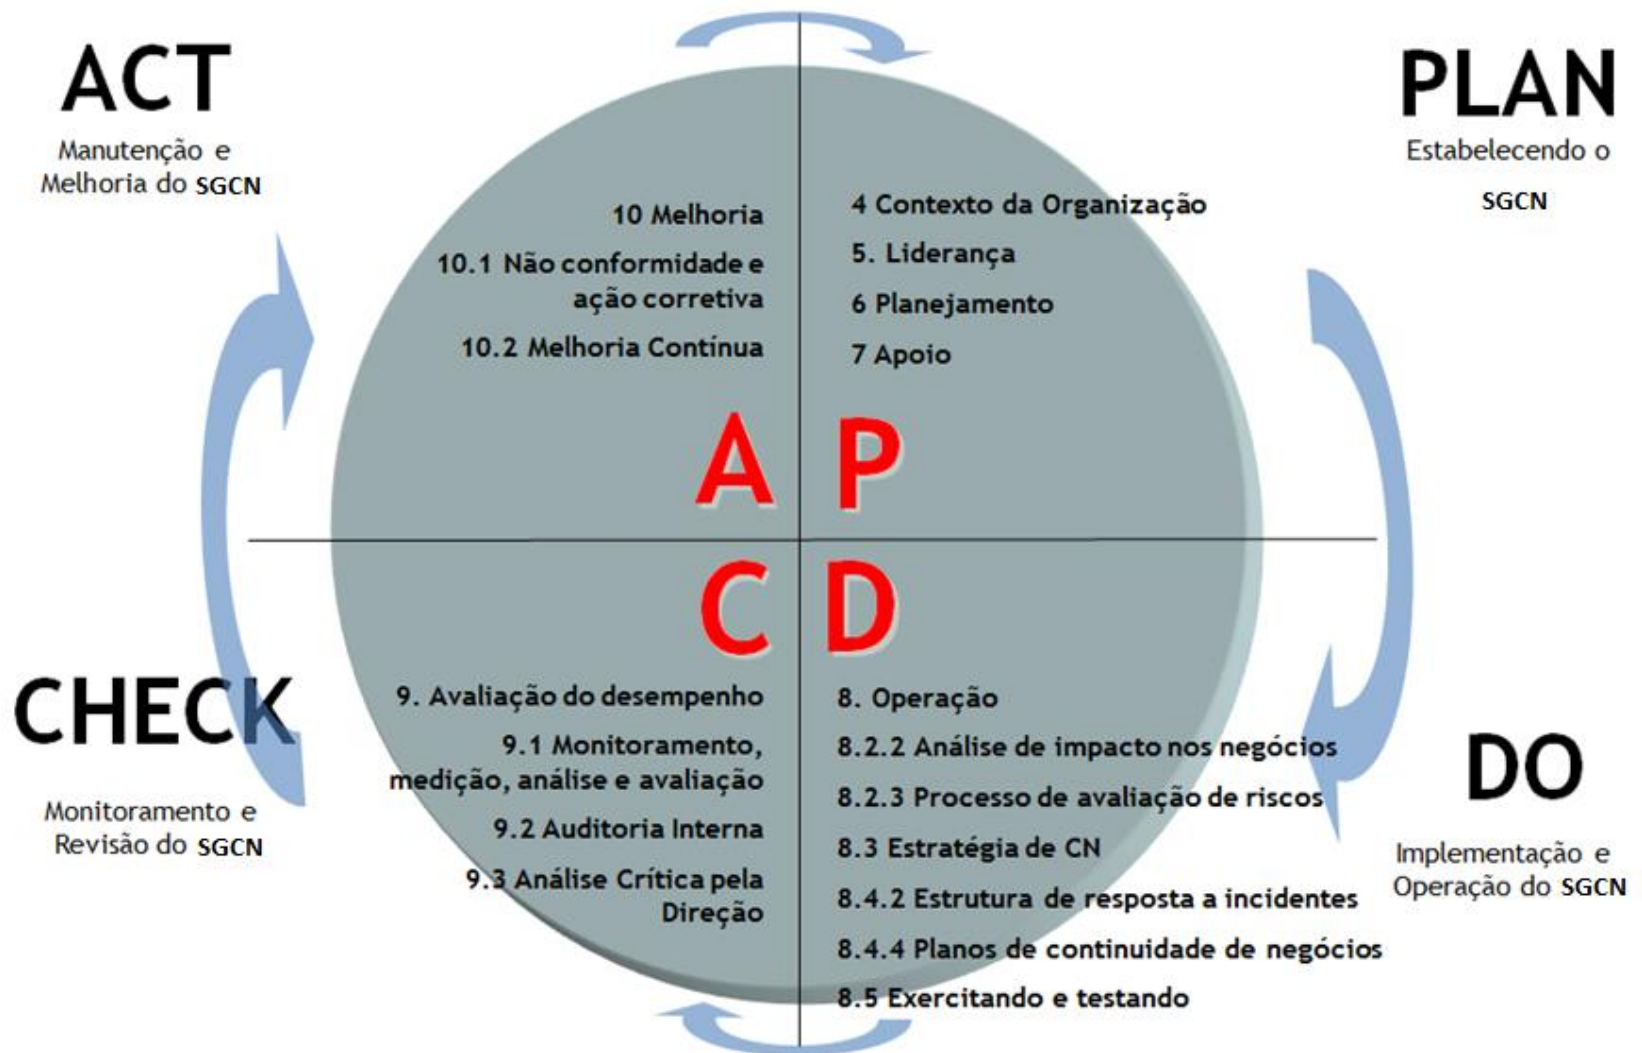 ACT
Manutenção e
Melhoria do SGCN
PLAN
Estabelecendo o
SGCN
10 Melhoria
10.1 Não conformidade e
ação corretiva
10.2 Melhoria Contínua
4 Contexto da Organização
5. Liderança
6 Planejamento
7 Apoio
A P
C D
CHECK
Monitoramento e
Revisão do SGCN
9. Avaliação do desempenho
9.1 Monitoramento,
medição, análise e avaliação
9.2 Auditoria Interna
9.3 Análise Crítica pela
Direção
8. Operação
8.2.2 Análise de impacto nos negócios
8.2.3 Processo de avaliação de riscos
8.3 Estratégia de CN
8.4.2 Estrutura de resposta a incidentes
8.4.4 Planos de continuidade de negócios
8.5 Exercitando e testando
DO
Implementação e
Operação do SGCN